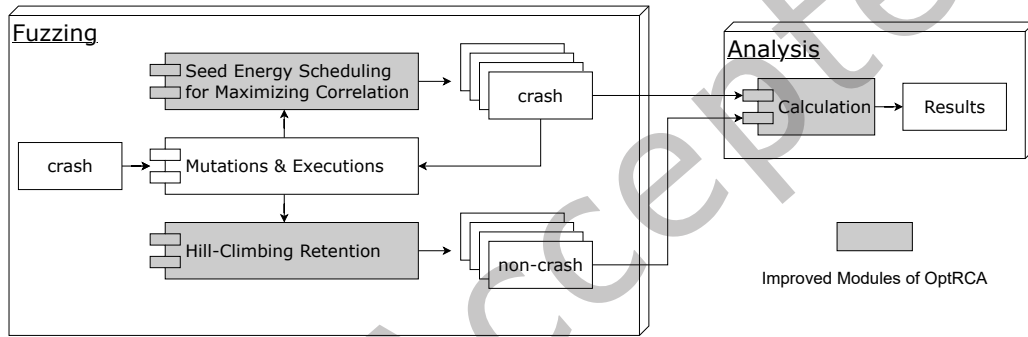 Fuzzing
Seed Energy Scheduling
for Maximizing Correlation
crash
crash
Mutations & Executions
Hill-Climbing Retention
non-crash
Analysis
Calculation
Results
Improved Modules of OptRCA
Accepte